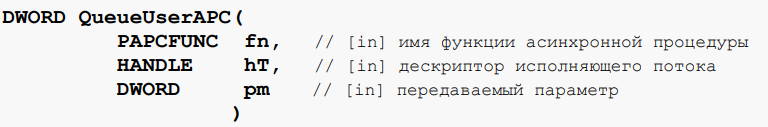 DWORD QueueUserAPC(
PAPCFUNC fn, // [in] имя функции асинхронной процедуры
HANDLE hT, // [in] дескриптор исполняющего потока
DWORD pm // [in] передаваемый параметр
)